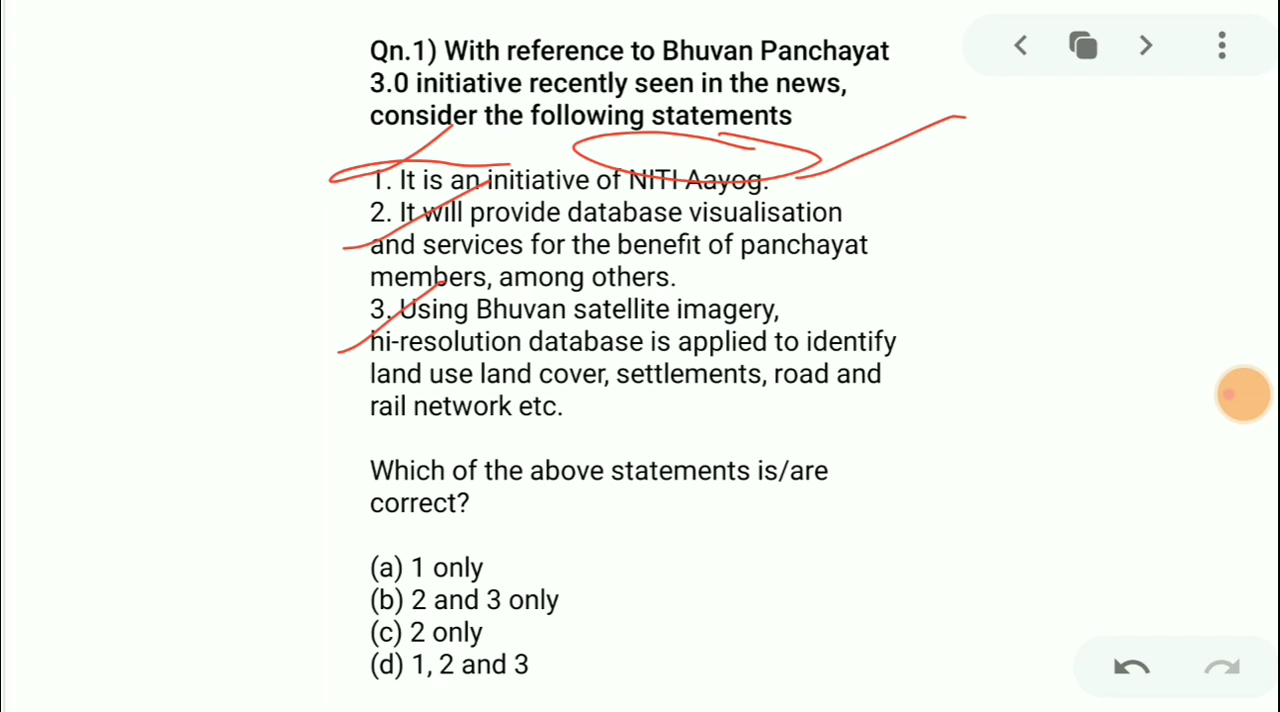 Qn.1) With reference to Bhuvan Panchayat
3.0 initiative recently seen in the news,
consider the following statements
1. It is an initiative of NITI Aayog.
2. It will provide database visualisation
and services for the benefit of panchayat
members, among others.
3. Using Bhuvan satellite imagery,
hi-resolution database is applied to identify
land use land cover, settlements, road and
rail network etc.
Which of the above statements is/are
correct?
(a) 1 only
(b) 2 and 3 only
(c) 2 only
(d) 1, 2 and 3